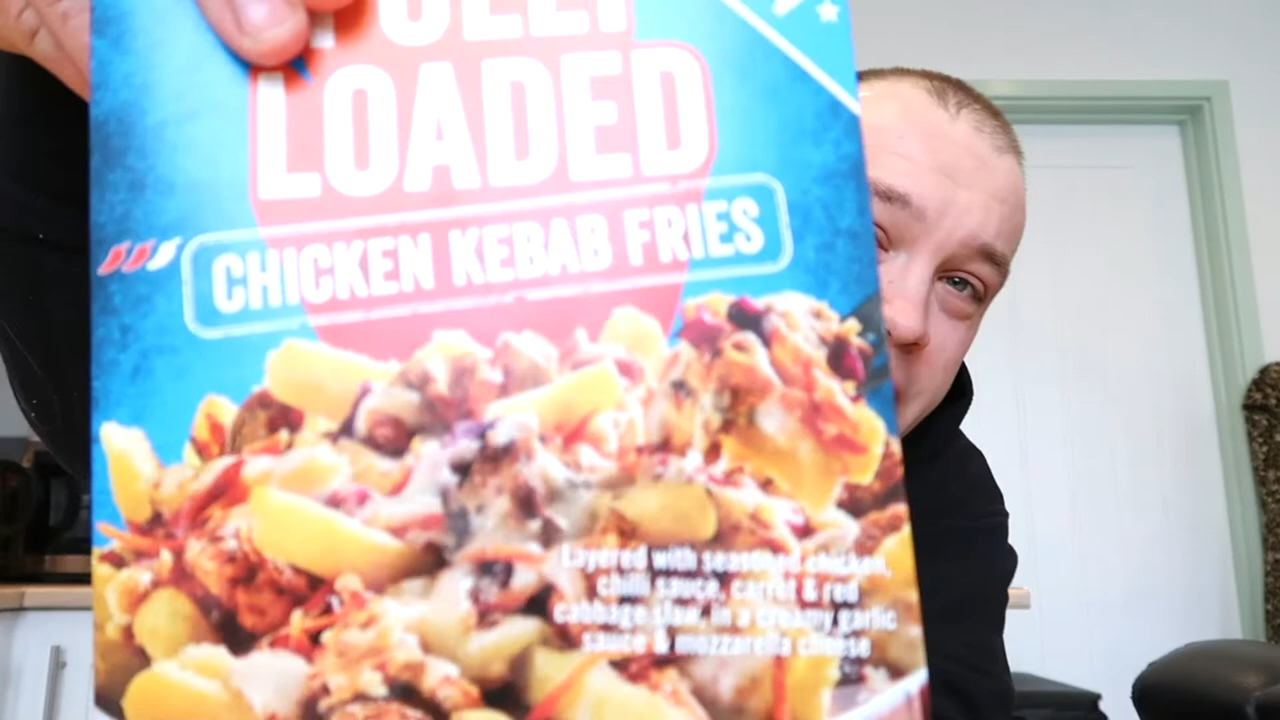 LOADED
CHICKEN KEBAB FRIES
Layered with seasoned chicken,
chilli sauce, carrot & red
cabbage slaw, in a creamy garlic
sauce & mozzarella cheese